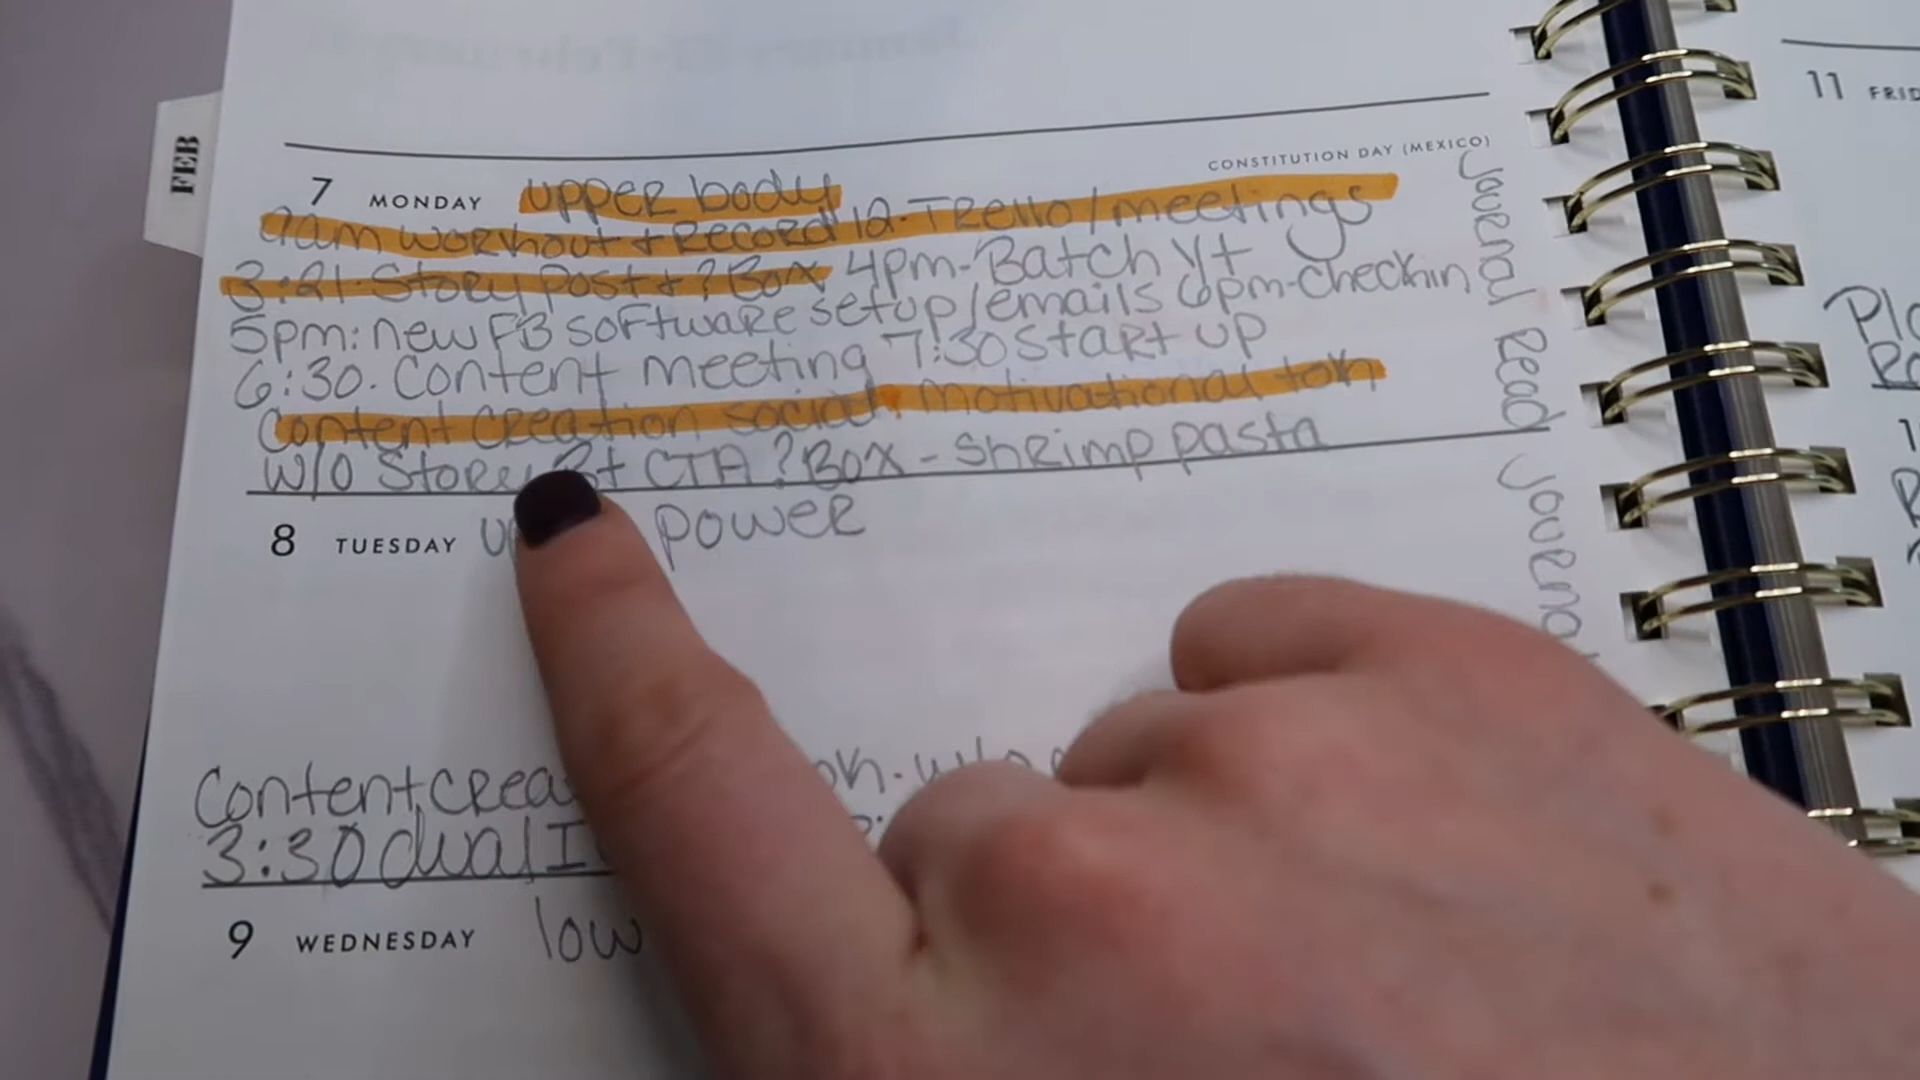 FEB
CONSTITUTION DAY (MEXICO)
7 MONDAY upper body
9am workout + Record 12-Trello/meetings
3:21. Story Post + ? Box 4pm-Batch Yt
5pm: new FB software setup/emails 6pm-checkin
6:30. Content meeting 7:30 start up
Content creation social: motivational
W/O Story CTA ? Box - shrimp pasta
8 TUESDAY power
Content
3:30 dual
9 WEDNESDAY
Journal Read
Journal
11